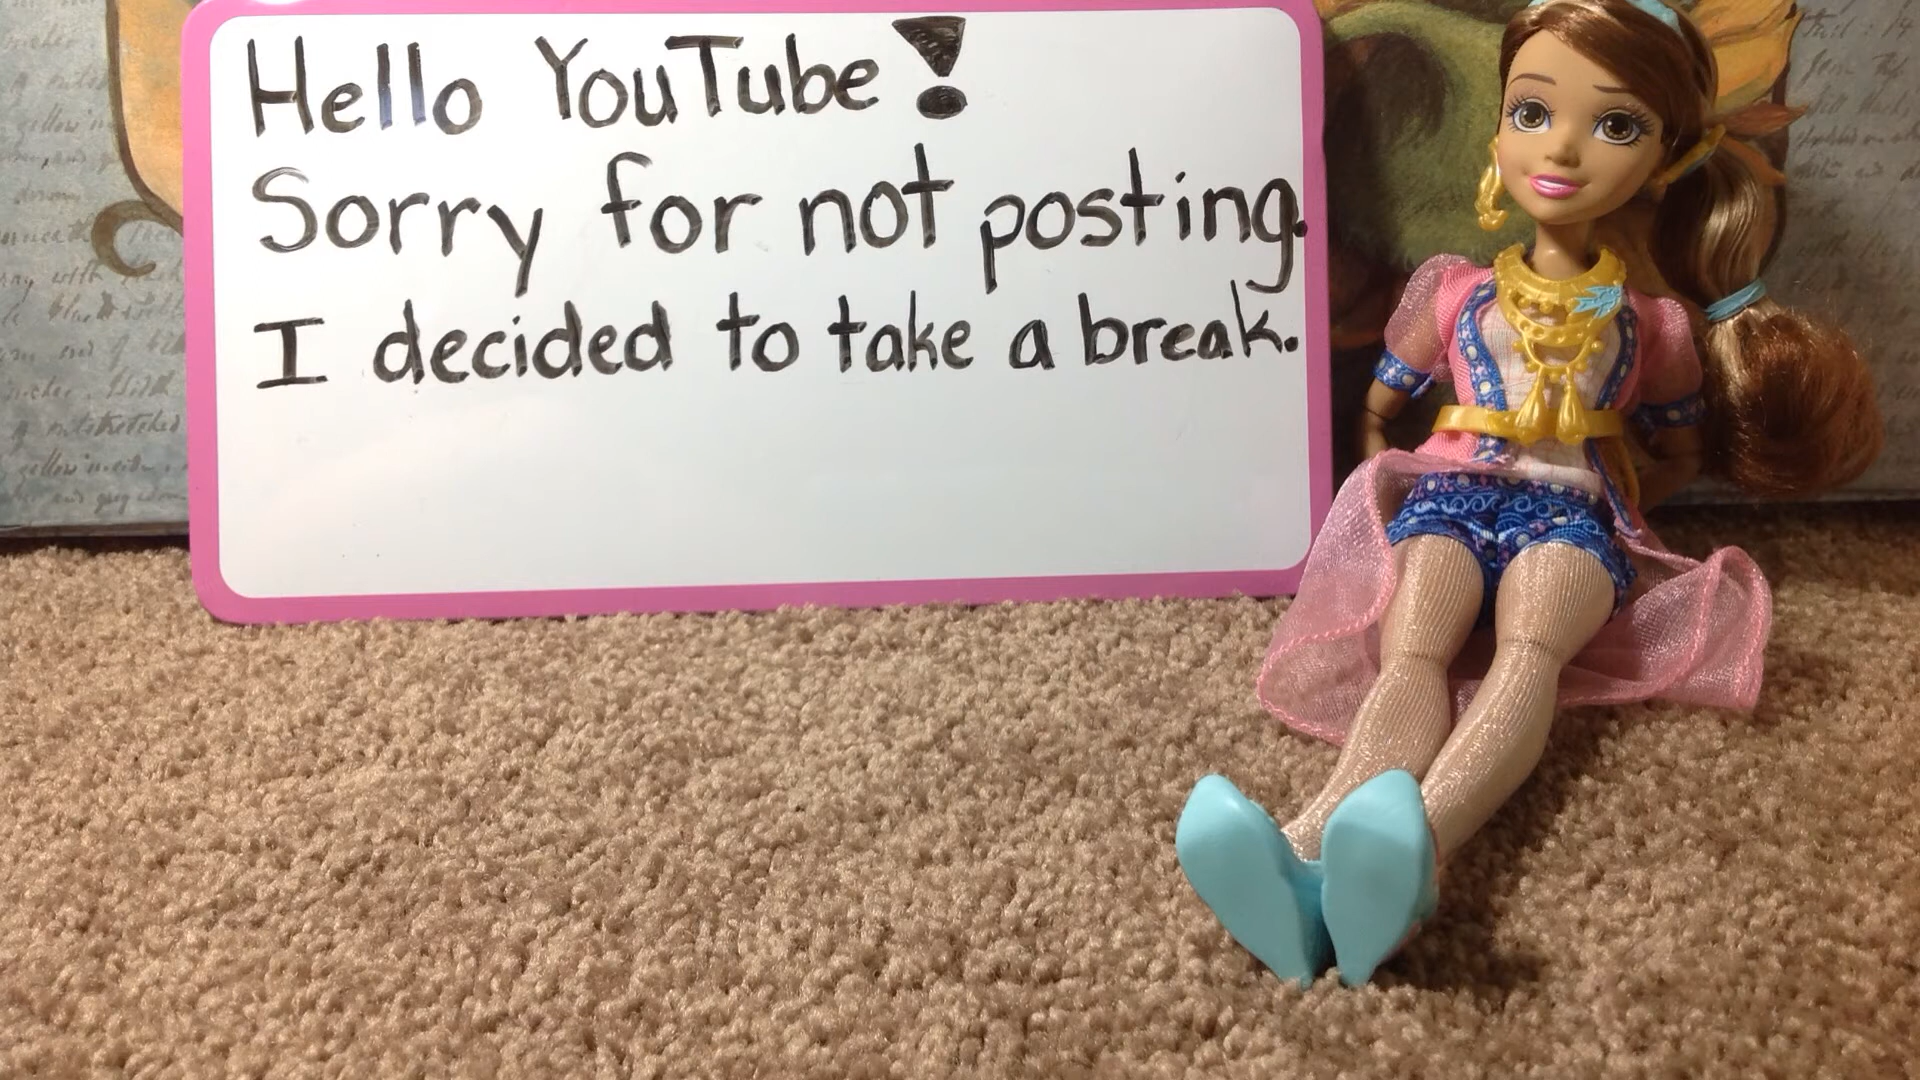 Hello YouTube!
Sorry for not posting.
I decided to take a break.